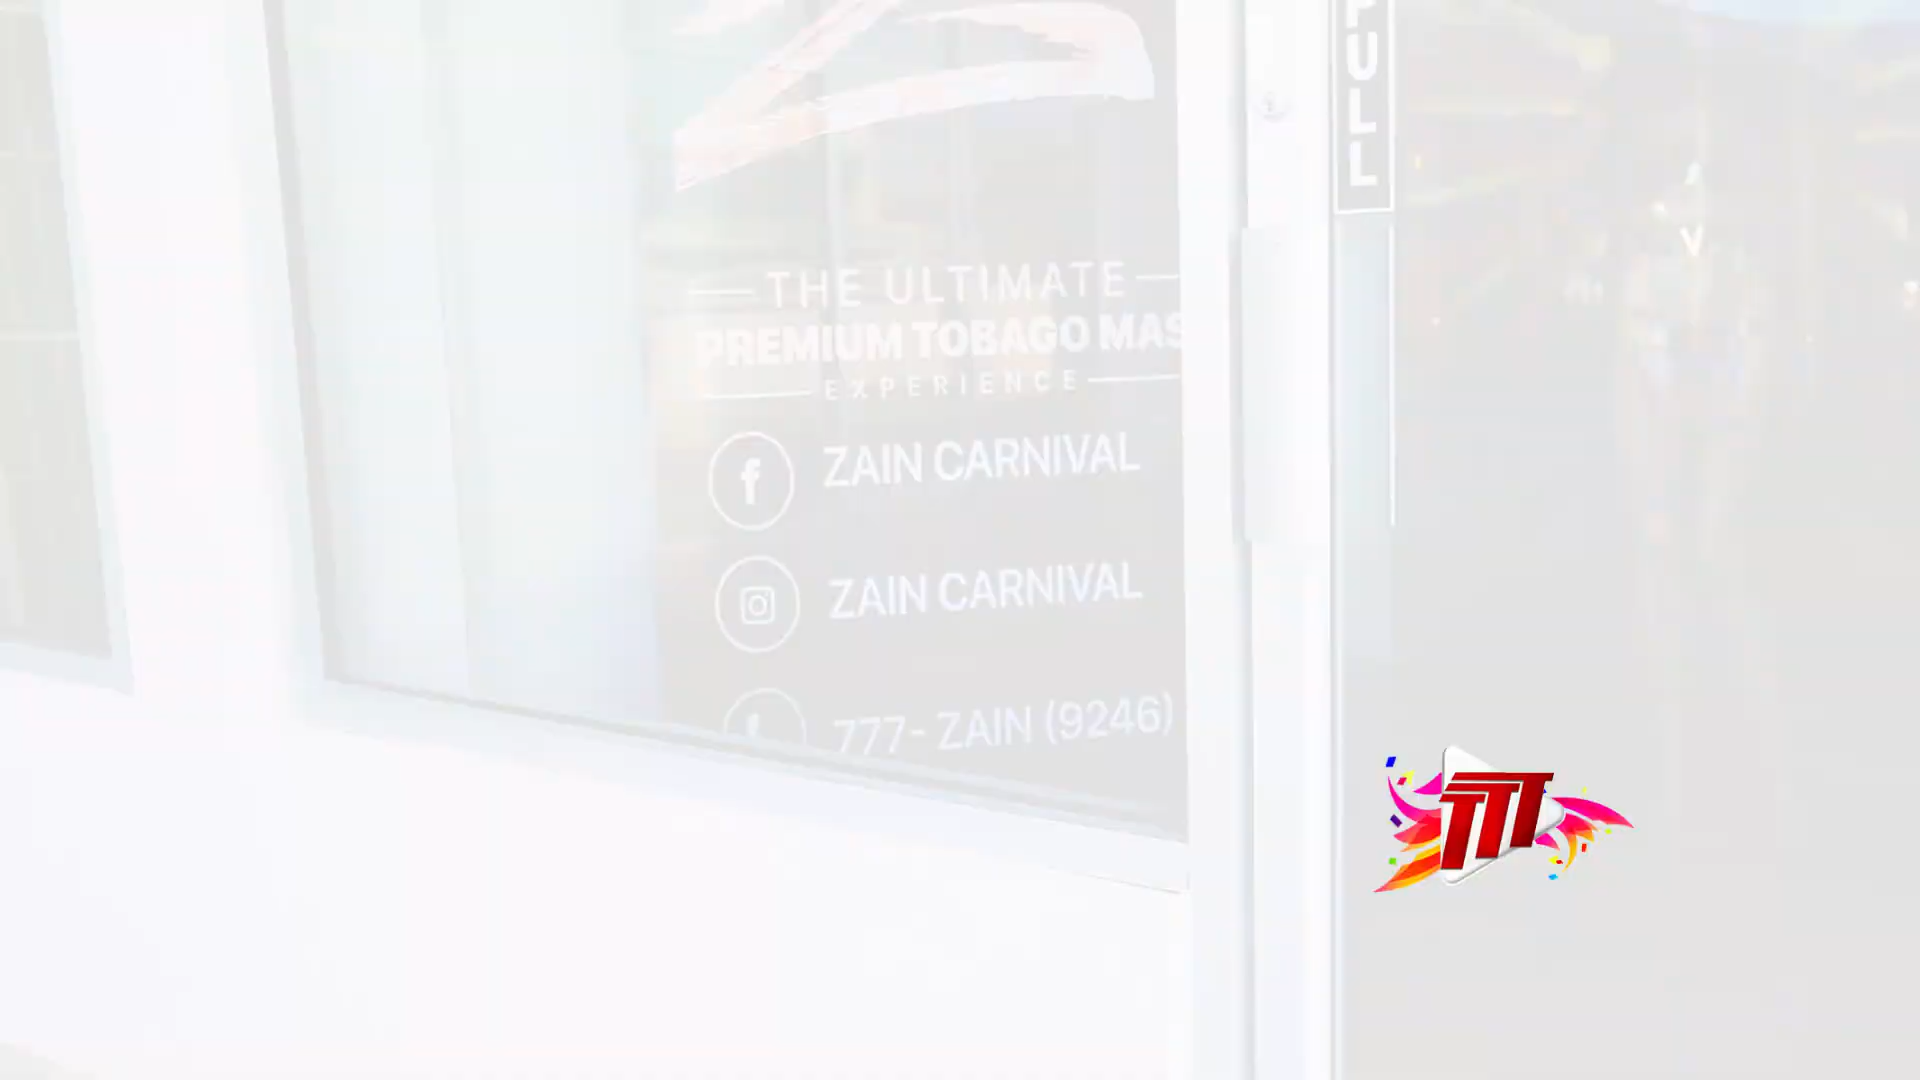 PULL
THE ULTIMATE
PREMIUM TOBAGO MAS
EXPERIENCE
ZAIN CARNIVAL
ZAIN CARNIVAL
777- ZAIN (9246)
TTT